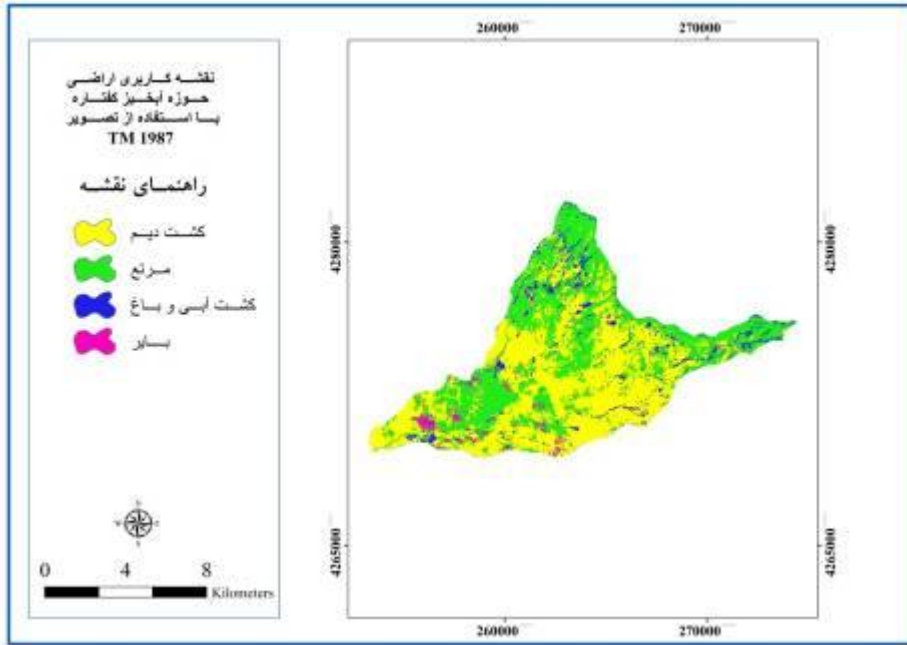 نقشه کاربری اراضی
حوزه آبخیز کفتاره
با استفاده از تصویر
TM 1987
راهنمای نقشه
کشت دیم
مرتع
کشت آبی و باغ
بایر
0 4 8
Kilometers
260000 270000
4280000 4280000
4265000 4265000
260000 270000